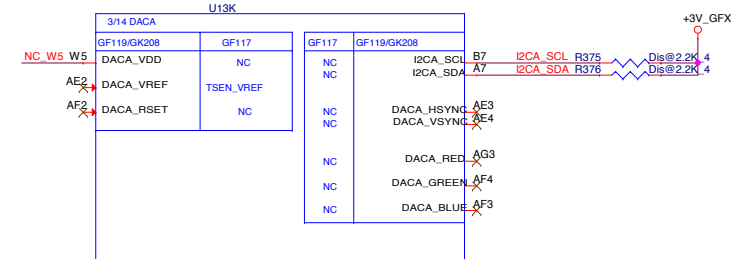 U13K
+3V_GFX
3/14 DACA
GF119/GK208 GF117 GF117 GF119/GK208
NC_W5 W5 DACA_VDD NC NC I2CA_SCL B7 I2CA_SCL R375 Dis@2.2K_4
NC I2CA_SDA A7 I2CA_SDA R376 Dis@2.2K_4
AE2 DACA_VREF TSEN_VREF
AF2 DACA_RSET NC NC DACA_HSYNC AE3
NC DACA_VSYNC AE4
NC DACA_RED AG3
NC DACA_GREEN AF4
NC DACA_BLUE AF3